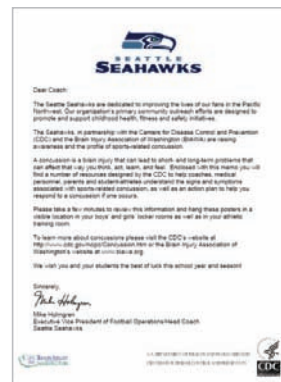 SEATTLE
SEAHAWKS
Dear Coach:
The Seattle Seahawks are dedicated to improving the lives of our fans in the Pacific
Northwest. Our organization's primary community outreach efforts are designed to
promote and support childhood health, fitness and safety initiatives.
The Seahawks, in partnership with the Centers for Disease Control and Prevention
(CDC) and the Brain Injury Association of Washington (BIAWA) are raising
awareness and the profile of sports-related concussions.
A concussion is a brain injury that can lead to short- and long-term problems that
can affect that way you think, act, learn, and feel. Enclosed with this memo you will
find a number of resources designed by the CDC to help coaches, medical
personnel, parents and student-athletes understand the signs and symptoms
associated with sports-related concussion, as well as an action plan to help you
respond to a concussion if one occurs.
Please take a few minutes to review this information and hang these posters in a
visible location in your boys' and girls' locker rooms as well as in your athletic
training room.
To learn more about concussions please visit the CDC's website at
http://www.cdc.gov/ncipc/Concussion.htm or the Brain Injury Association of
Washington's website at www.biawa.org
We wish you and your students the best of luck this school year and season!
Sincerely,
Mike Holmgren
Mike Holmgren
Executive Vice President of Football Operations/Head Coach
Seattle Seahawks
CDC